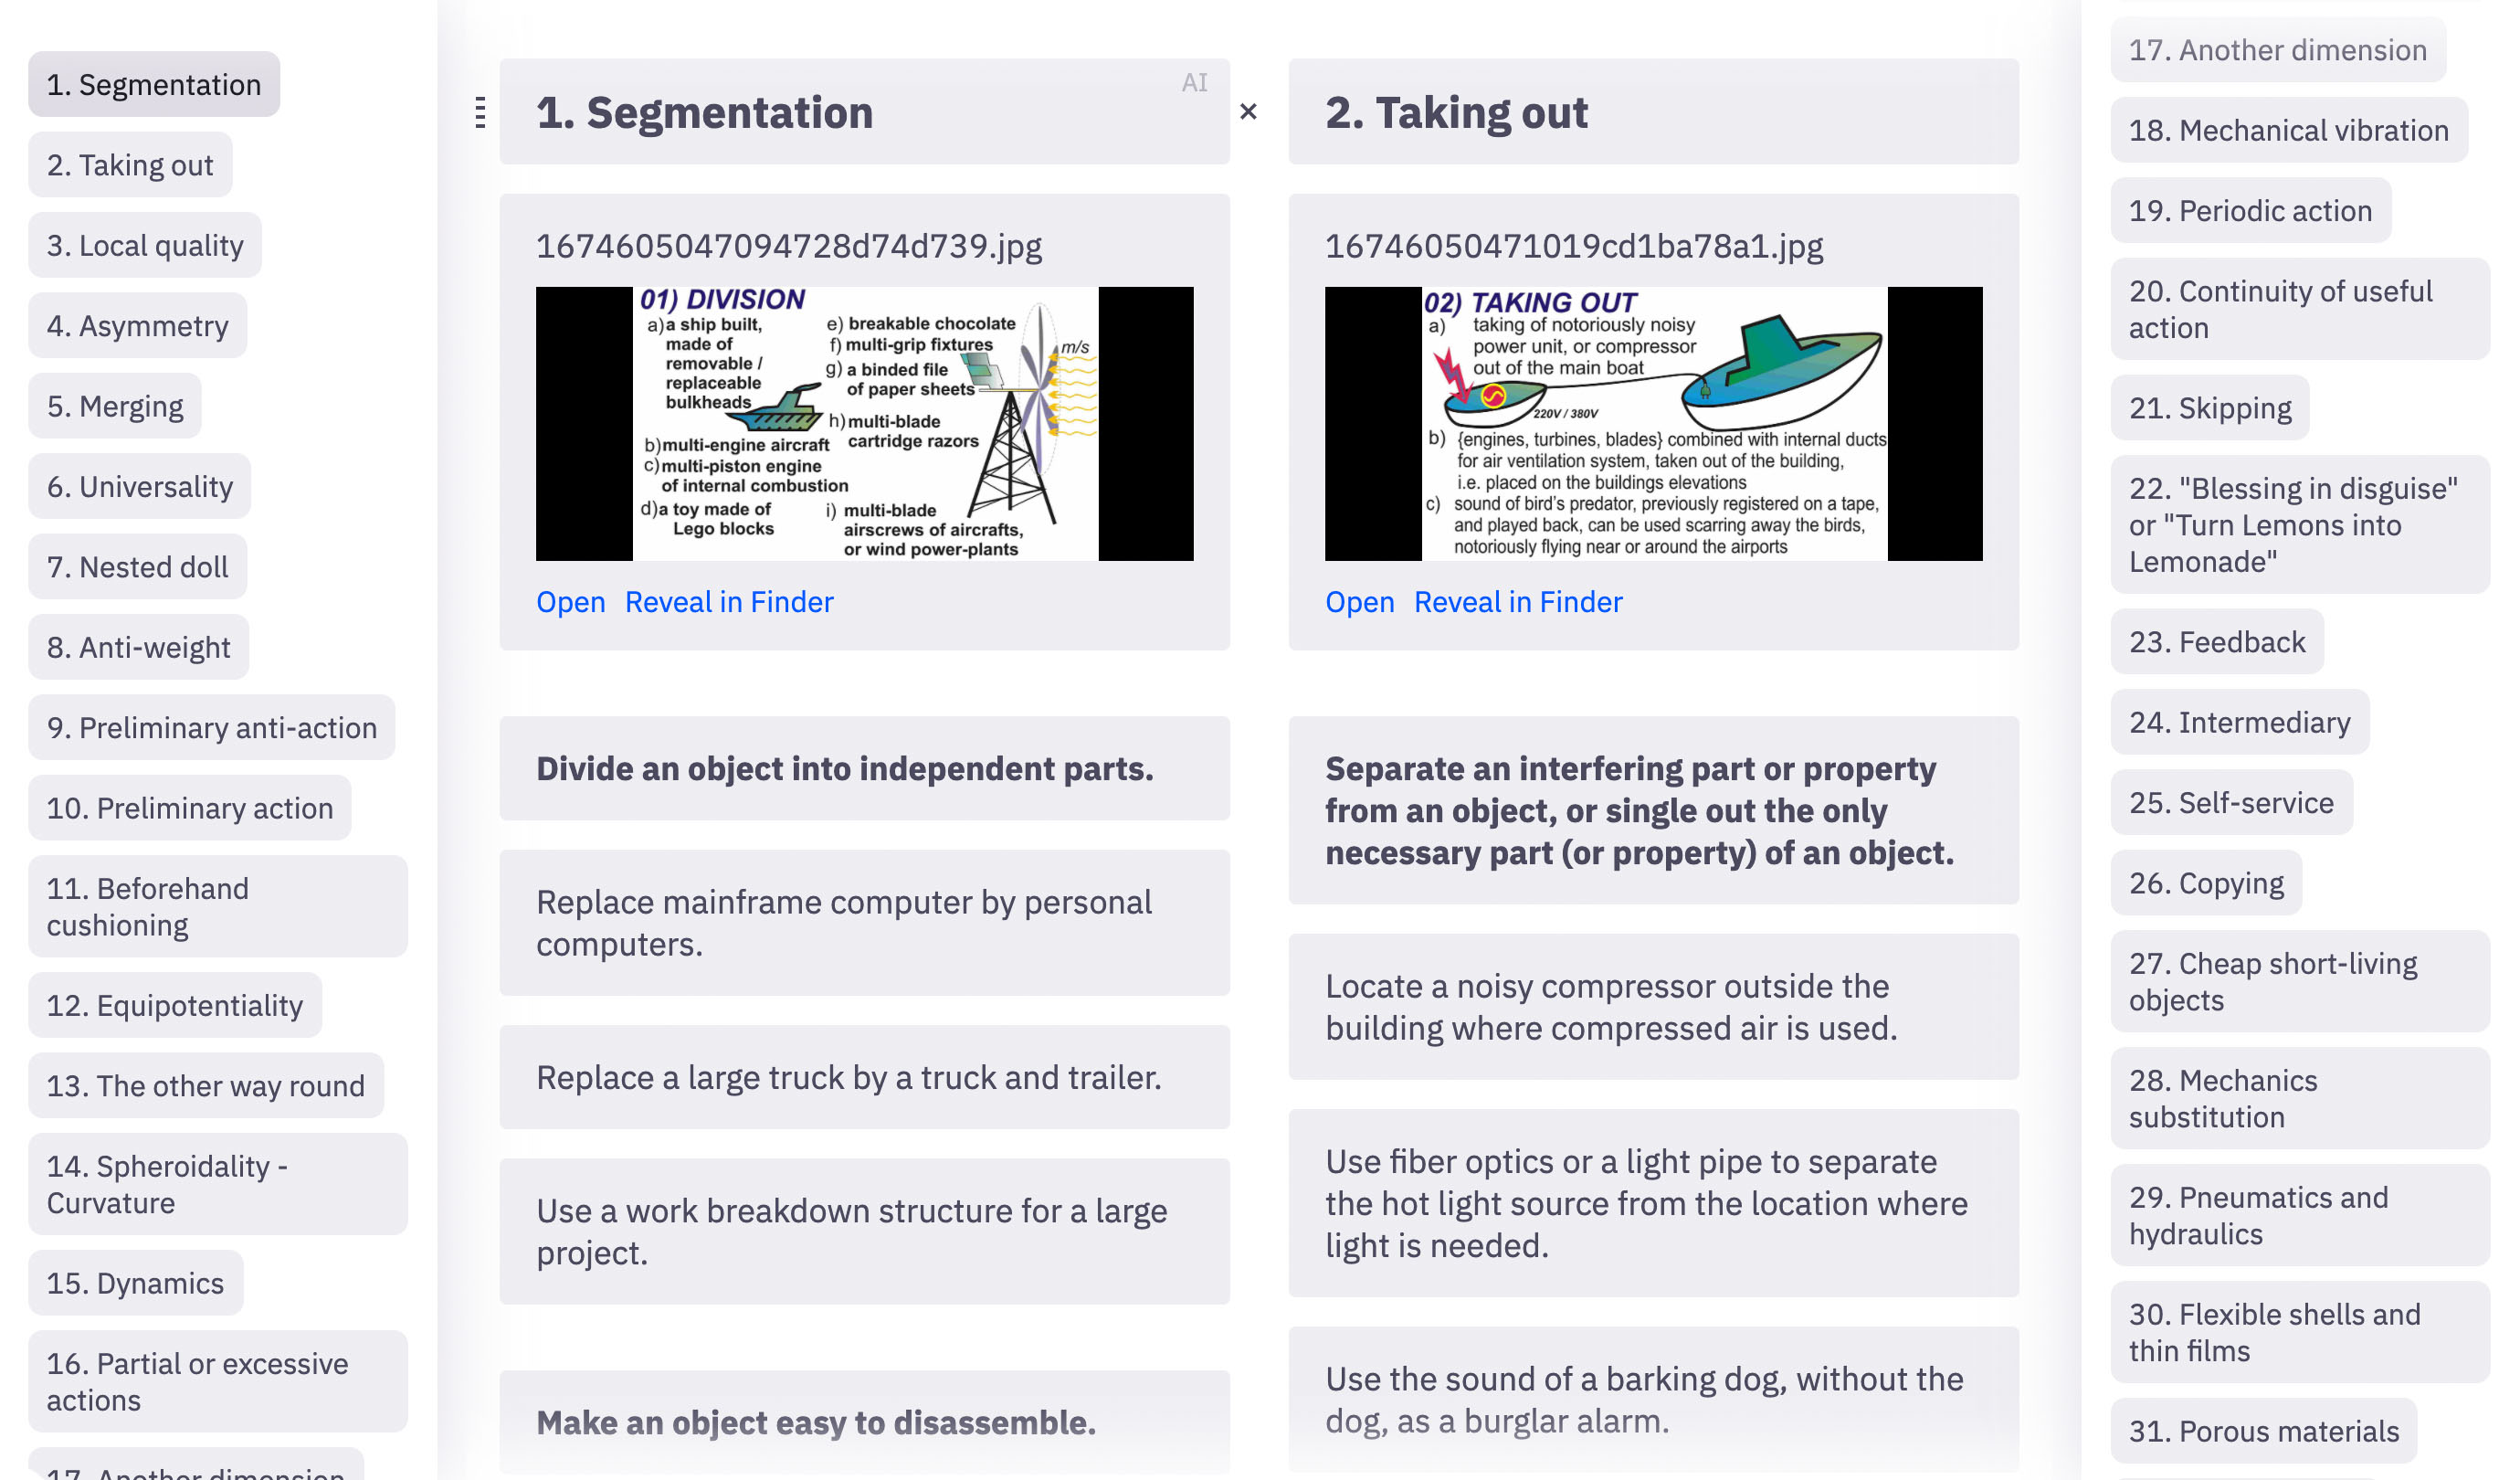 1. Segmentation
2. Taking out
3. Local quality
4. Asymmetry
5. Merging
6. Universality
7. Nested doll
8. Anti-weight
9. Preliminary anti-action
10. Preliminary action
11. Beforehand
cushioning
12. Equipotentiality
13. The other way round
14. Spheroidality -
Curvature
15. Dynamics
16. Partial or excessive
actions
17. Another dimension
AI
1. Segmentation
1674605047094728d74d739.jpg
01) DIVISION
a) a ship built,
made of
removable /
replaceable
bulkheads
b) multi-engine aircraft
c) multi-piston engine
of internal combustion
d) a toy made of
Lego blocks
e) breakable chocolate
f) multi-grip fixtures
g) a binded file
of paper sheets
h) multi-blade
cartridge razors
i) multi-blade
airscrews of aircrafts,
or wind power-plants
m/s
Open Reveal in Finder
Divide an object into independent parts.
Replace mainframe computer by personal
computers.
Replace a large truck by a truck and trailer.
Use a work breakdown structure for a large
project.
Make an object easy to disassemble.
2. Taking out
16746050471019cd1ba78a1.jpg
02) TAKING OUT
a) taking of notoriously noisy
power unit, or compressor
out of the main boat
220V / 380V
b) {engines, turbines, blades} combined with internal ducts
for air ventilation system, taken out of the building,
i.e. placed on the buildings elevations
c) sound of bird's predator, previously registered on a tape,
and played back, can be used scarring away the birds,
notoriously flying near or around the airports
Open Reveal in Finder
Separate an interfering part or property
from an object, or single out the only
necessary part (or property) of an object.
Locate a noisy compressor outside the
building where compressed air is used.
Use fiber optics or a light pipe to separate
the hot light source from the location where
light is needed.
Use the sound of a barking dog, without the
dog, as a burglar alarm.
17. Another dimension
18. Mechanical vibration
19. Periodic action
20. Continuity of useful
action
21. Skipping
22. "Blessing in disguise"
or "Turn Lemons into
Lemonade"
23. Feedback
24. Intermediary
25. Self-service
26. Copying
27. Cheap short-living
objects
28. Mechanics
substitution
29. Pneumatics and
hydraulics
30. Flexible shells and
thin films
31. Porous materials